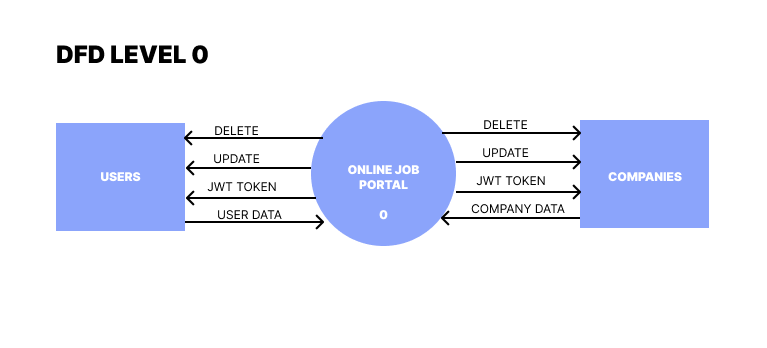 DFD LEVEL 0
DELETE
UPDATE
JWT TOKEN
USER DATA
USERS
ONLINE JOB
PORTAL
0
DELETE
UPDATE
JWT TOKEN
COMPANY DATA
COMPANIES